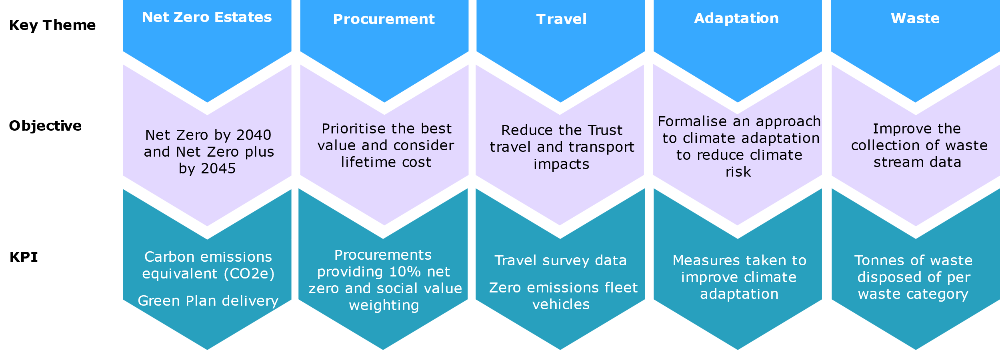 Key Theme
Net Zero Estates
Procurement
Travel
Adaptation
Waste
Objective
Net Zero by 2040
and Net Zero plus
by 2045
Prioritise the best
value and consider
lifetime cost
Reduce the Trust
travel and transport
impacts
Formalise an approach
to climate adaptation
to reduce climate
risk
Improve the
collection of waste
stream data
KPI
Carbon emissions
equivalent (CO2e)
Green Plan delivery
Procurements
providing 10% net
zero and social value
weighting
Travel survey data
Zero emissions fleet
vehicles
Measures taken to
improve climate
adaptation
Tonnes of waste
disposed of per
waste category